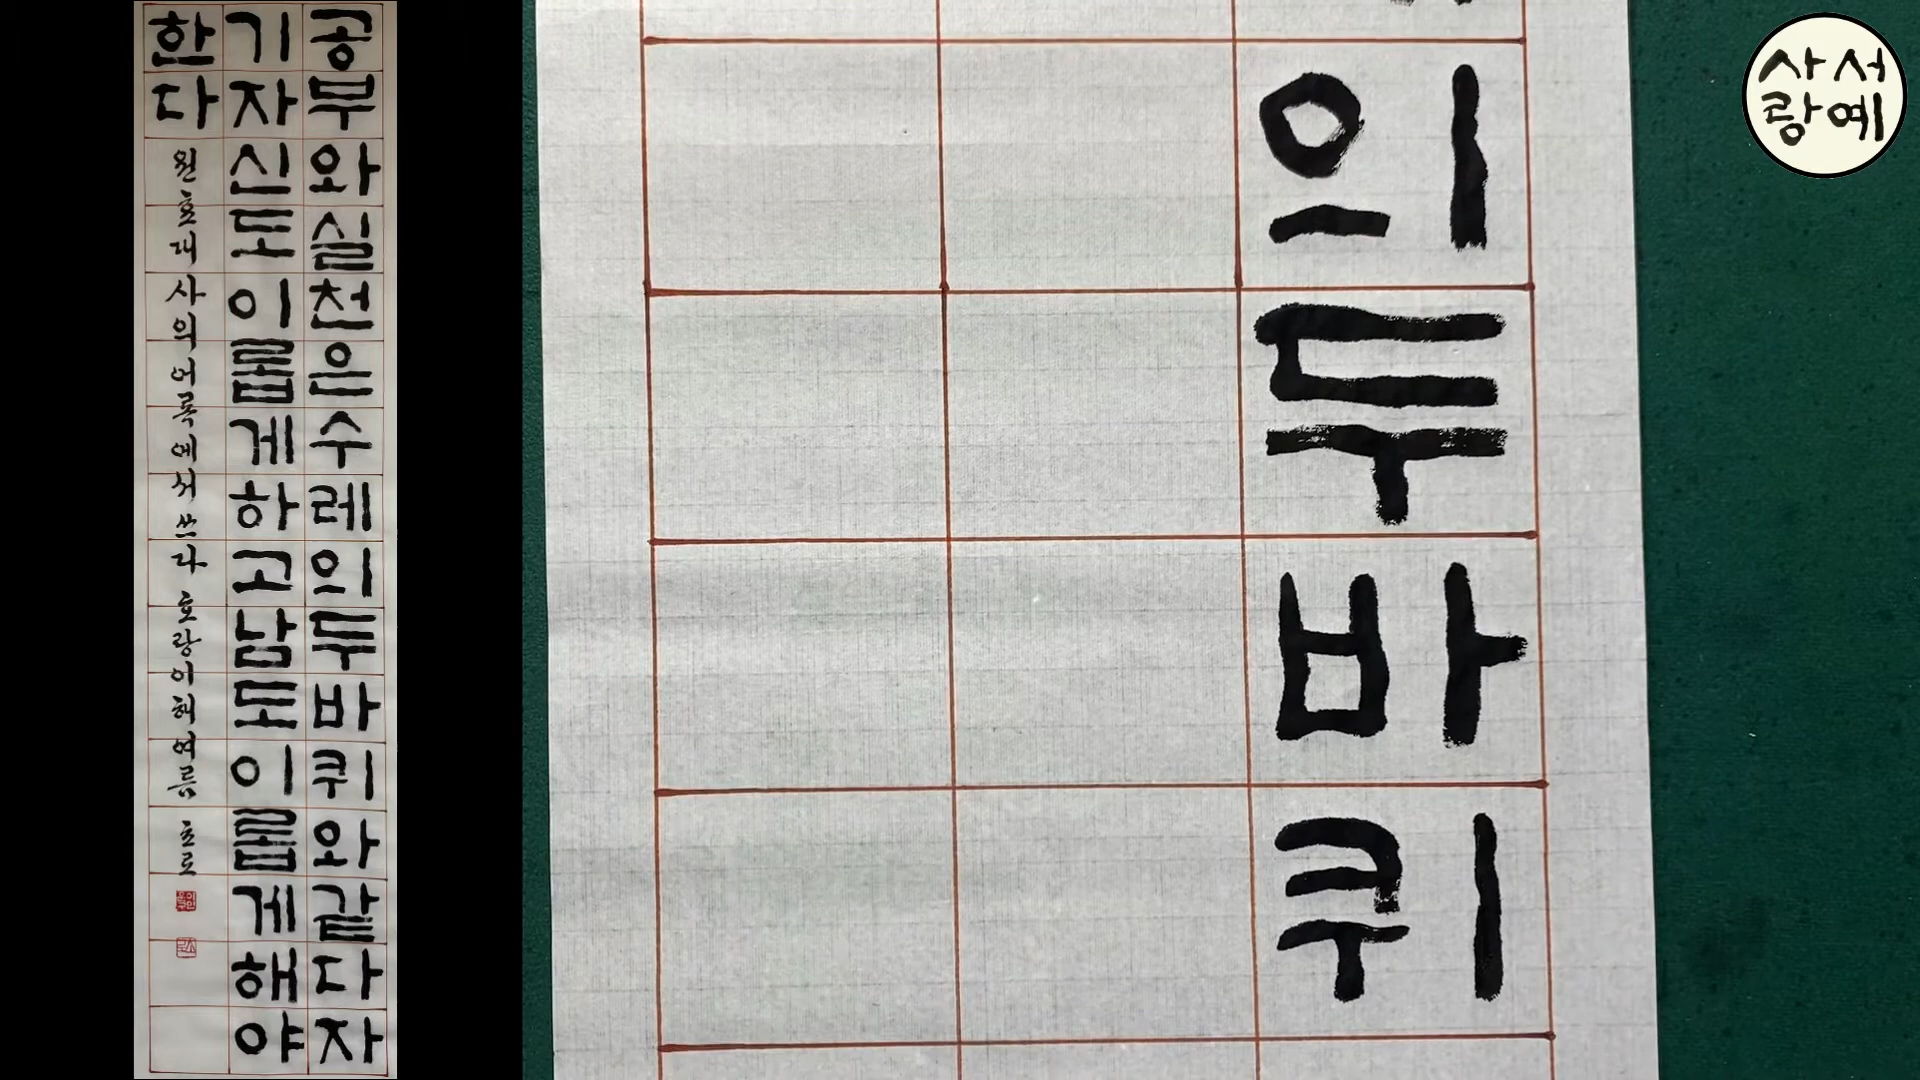 공부와실천은수레의두바퀴와같다자
기자신도이롭게하고남도이롭게해야
한다
원효대사의어록에서쓰다 호랑이해여름 초로
의두바퀴
서예
사랑